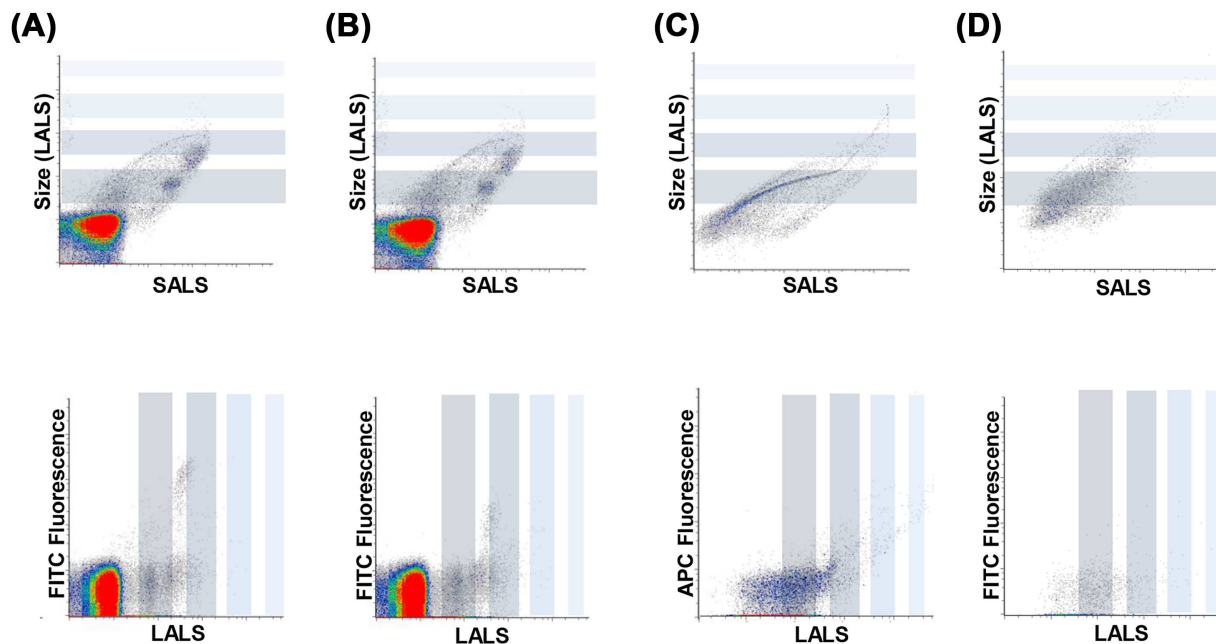 (A)
(B)
(C)
(D)
Size (LALS)
SALS
Size (LALS)
SALS
Size (LALS)
SALS
Size (LALS)
SALS
FITC Fluorescence
LALS
FITC Fluorescence
LALS
APC Fluorescence
LALS
FITC Fluorescence
LALS